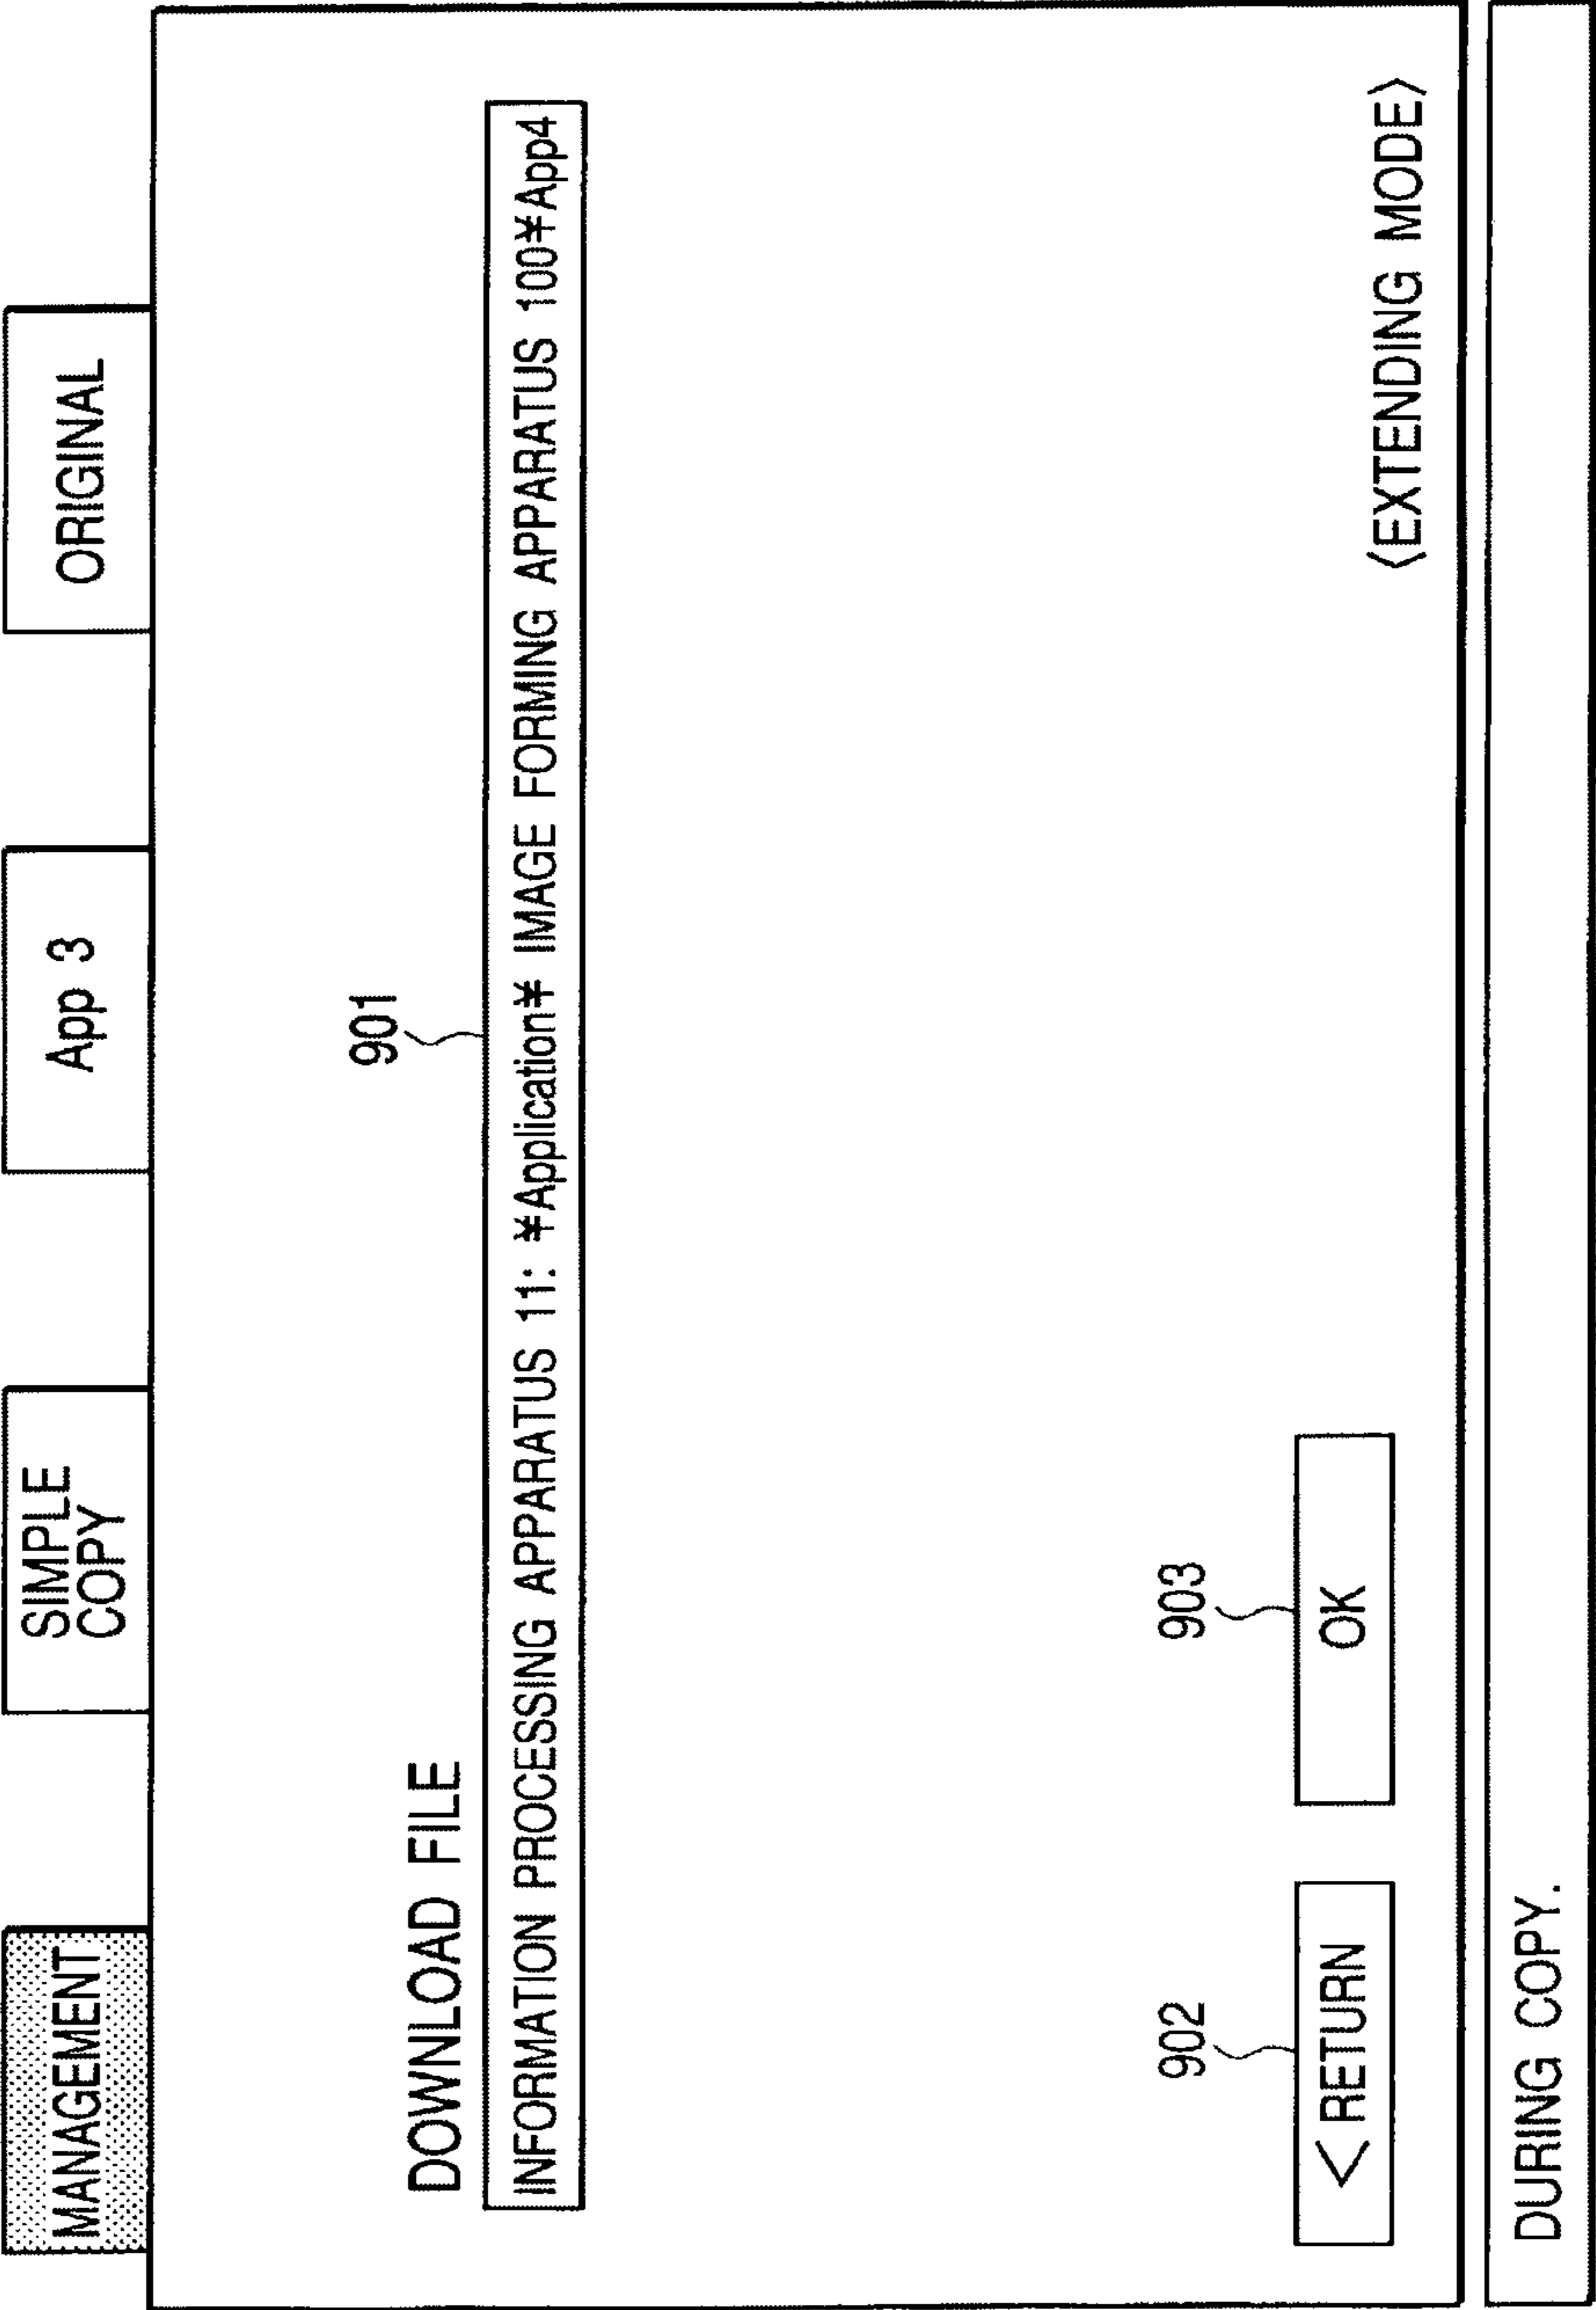 MANAGEMENT
SIMPLE
COPY
App 3
ORIGINAL
901
DOWNLOAD FILE
INFORMATION PROCESSING APPARATUS 11: ¥Application¥ IMAGE FORMING APPARATUS 100¥App4
902
903
< RETURN
OK
<EXTENDING MODE>
DURING COPY.